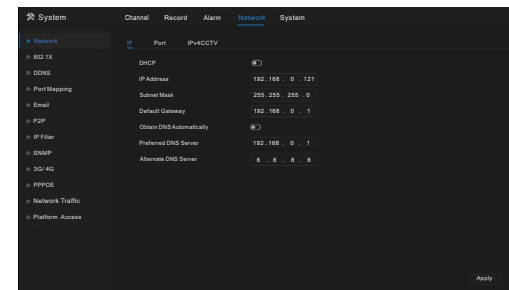 System
Channel Record Alarm Network System
Network
802.1X
DDNS
Port Mapping
Email
P2P
IP Filter
SNMP
3G/ 4G
PPPOE
Network Traffic
Platform Access
IP Port IPv4CCTV
DHCP
IP Address 192.168 . 0 . 121
Subnet Mask 255.255. 255 .0
Default Gateway 192.168 . 0 . 1
Obtain DNS Automatically
Preferred DNS Server 192.168 . 0 . 1
Alternate DNS Server 8 . 8 . 8 . 8
Apply